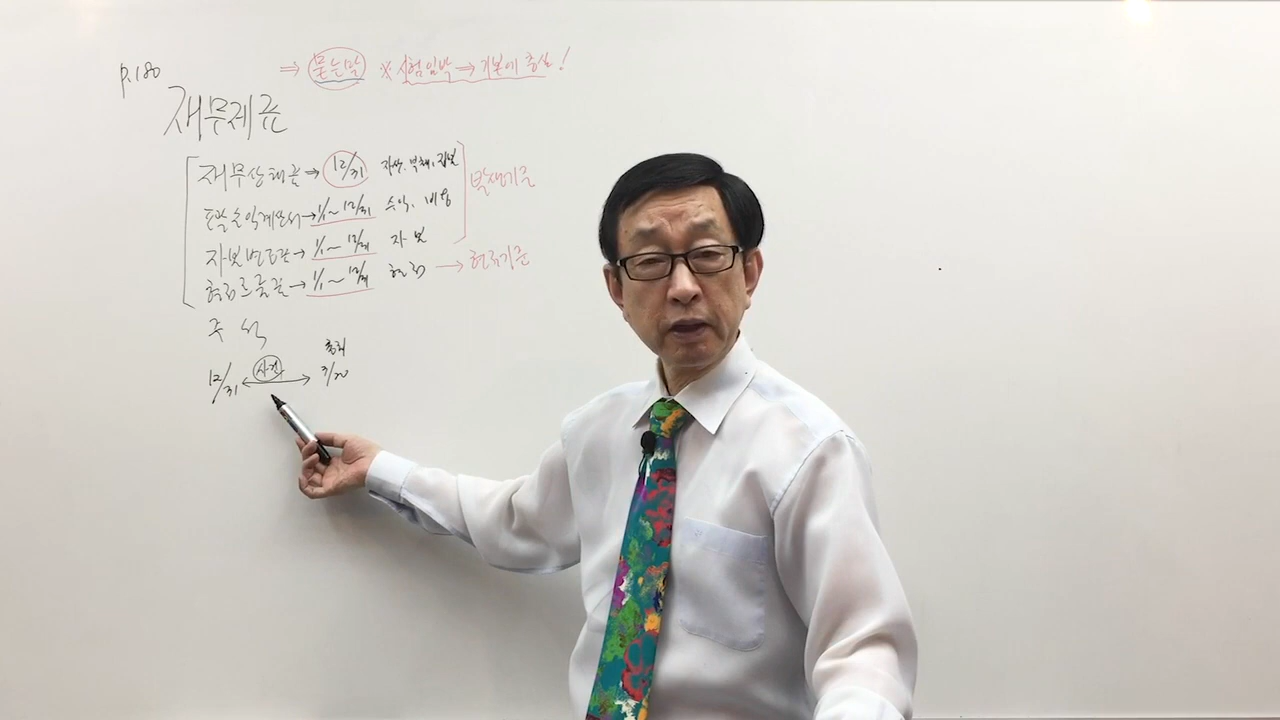 p.180
⇒ 묻는말 ※ 시험임박 ⇒ 기본에 충실!
재무제표
재무상태표 ⇒ 12/31 자산, 부채, 자본
포괄손익계산서 → 1/1 ~ 12/31 수익, 비용
발생기준
자본변동표 → 1/1 ~ 12/31 자본
현금흐름표 → 1/1 ~ 12/31 현금 → 현금기준
주석
12/31 ↔ 사건 총회 3/20